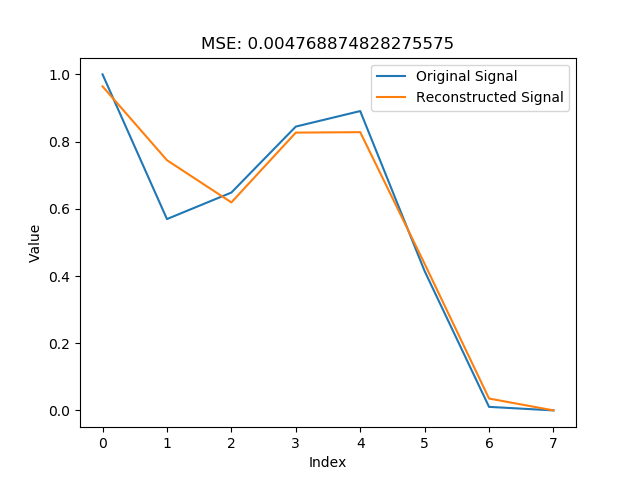 MSE: 0.004768874828275575
Original Signal
Reconstructed Signal
1.0
0.8
0.6
0.4
0.2
0.0
Value
0 1 2 3 4 5 6 7
Index